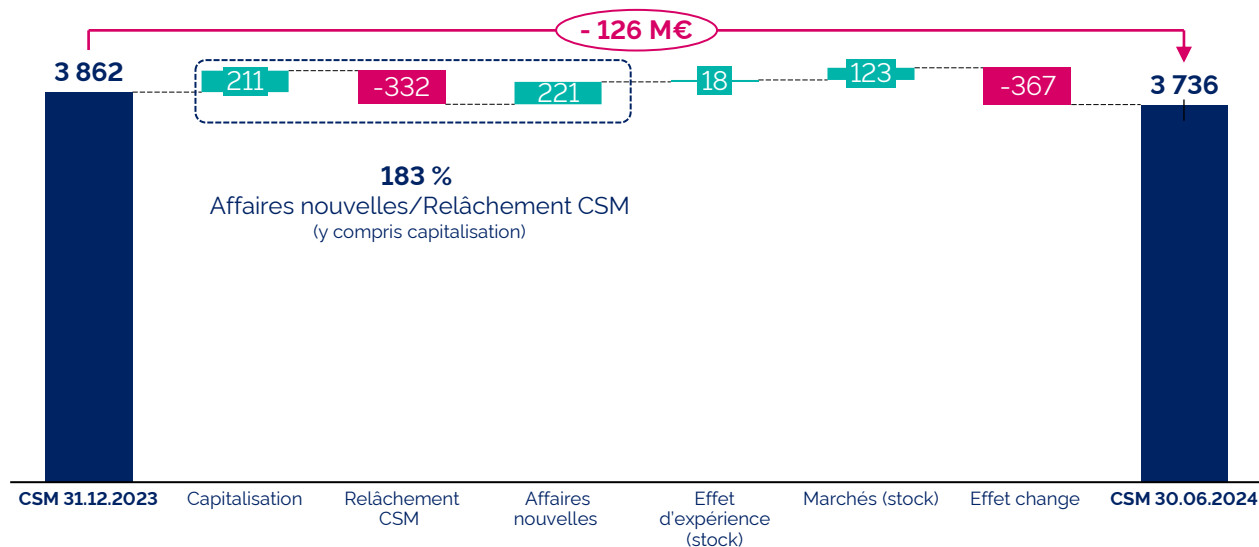 - 126 M€
3 862
211
-332
221
18
123
-367
3 736
183 %
Affaires nouvelles/Relâchement CSM
(y compris capitalisation)
CSM 31.12.2023
Capitalisation
Relâchement
CSM
Affaires
nouvelles
Effet
d'expérience
(stock)
Marchés (stock)
Effet change
CSM 30.06.2024